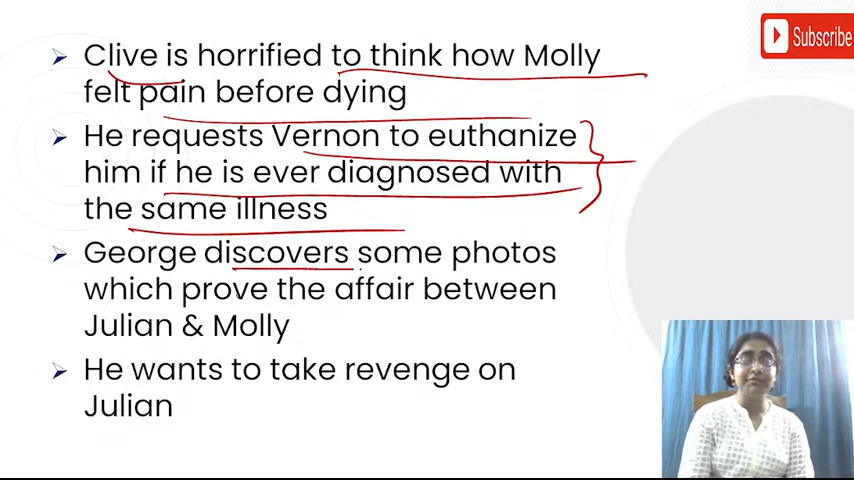 Subscribe
➢ Clive is horrified to think how Molly
felt pain before dying
➢ He requests Vernon to euthanize
him if he is ever diagnosed with
the same illness
➢ George discovers some photos
which prove the affair between
Julian & Molly
➢ He wants to take revenge on
Julian